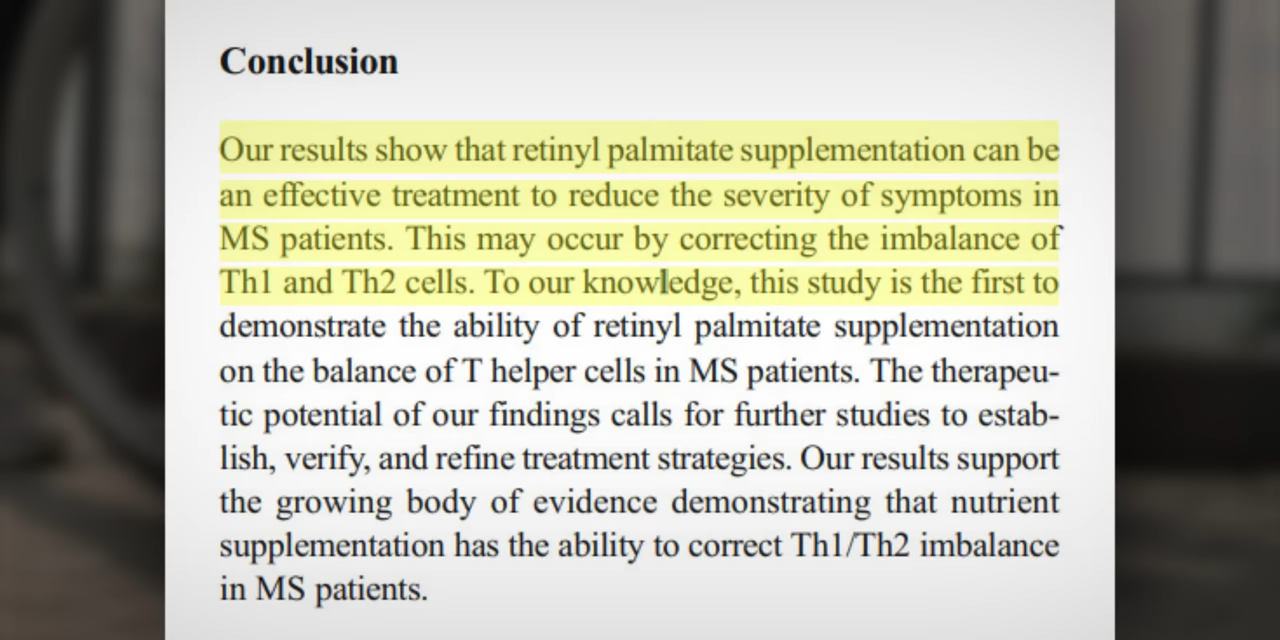 Conclusion
Our results show that retinyl palmitate supplementation can be
an effective treatment to reduce the severity of symptoms in
MS patients. This may occur by correcting the imbalance of
Th1 and Th2 cells. To our knowledge, this study is the first to
demonstrate the ability of retinyl palmitate supplementation
on the balance of T helper cells in MS patients. The therapeu-
tic potential of our findings calls for further studies to estab-
lish, verify, and refine treatment strategies. Our results support
the growing body of evidence demonstrating that nutrient
supplementation has the ability to correct Th1/Th2 imbalance
in MS patients.